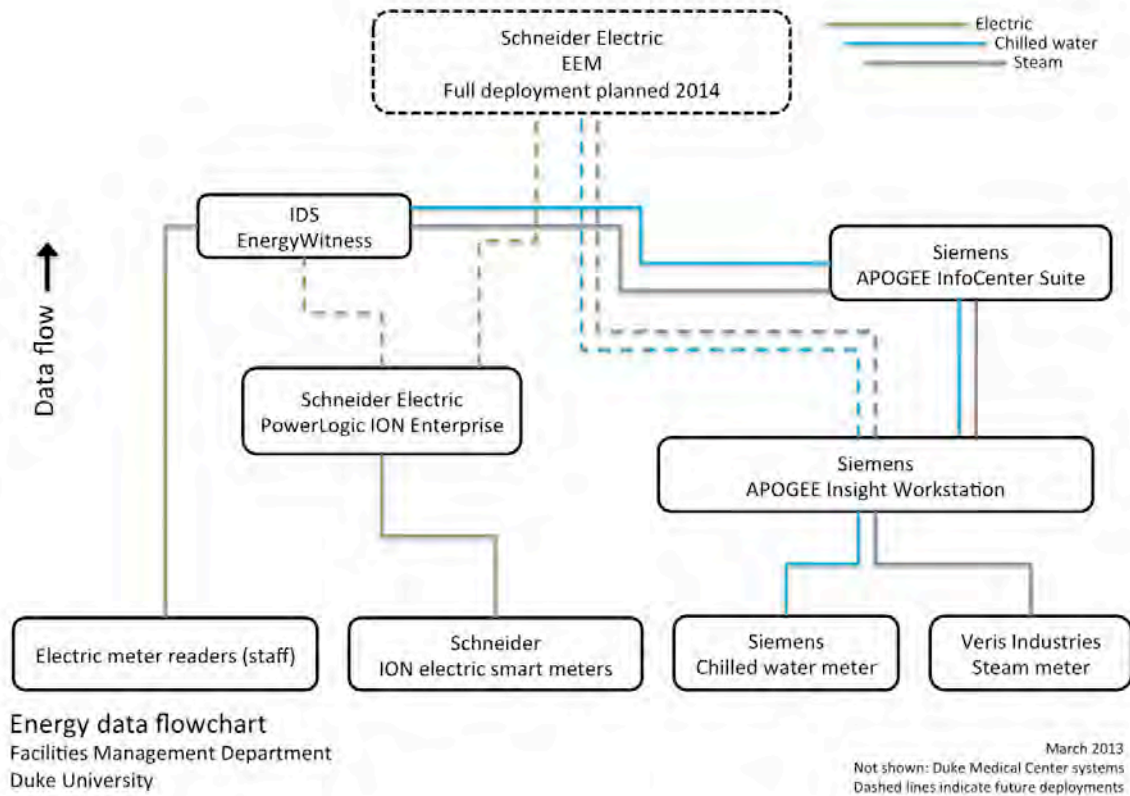 Schneider Electric
EEM
Full deployment planned 2014
Electric
Chilled water
Steam
IDS
EnergyWitness
Siemens
APOGEE InfoCenter Suite
Data flow
Schneider Electric
PowerLogic ION Enterprise
Siemens
APOGEE Insight Workstation
Electric meter readers (staff)
Schneider
ION electric smart meters
Siemens
Chilled water meter
Veris Industries
Steam meter
Energy data flowchart
Facilities Management Department
Duke University
March 2013
Not shown: Duke Medical Center systems
Dashed lines indicate future deployments